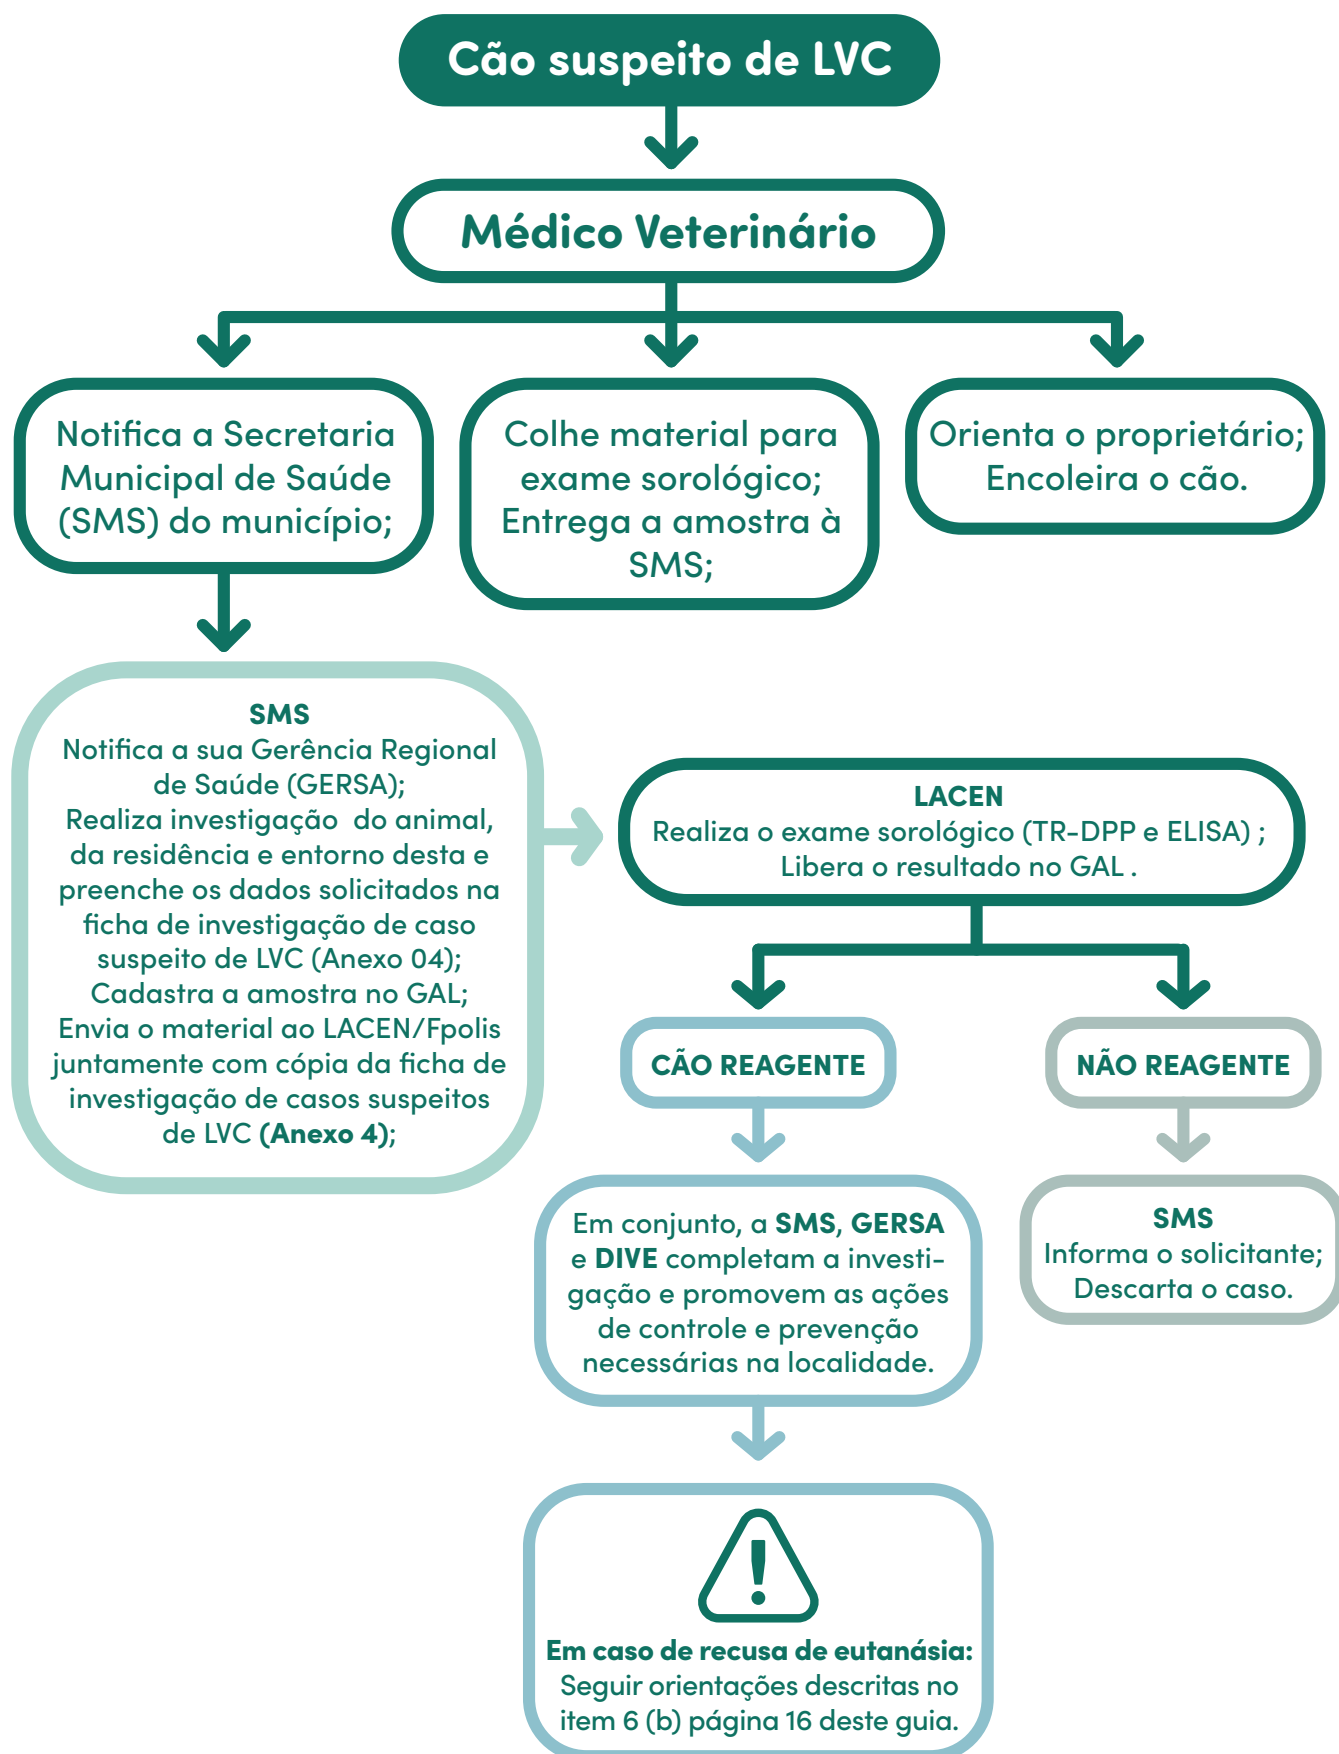 Cão suspeito de LVC
Médico Veterinário
Notifica a Secretaria
Municipal de Saúde
(SMS) do município;
Colhe material para
exame sorológico;
Entrega a amostra à
SMS;
Orienta o proprietário;
Encoleira o cão.
SMS
Notifica a sua Gerência Regional
de Saúde (GERSA);
Realiza investigação do animal,
da residência e entorno desta e
preenche os dados solicitados na
ficha de investigação de caso
suspeito de LVC (Anexo 04);
Cadastra a amostra no GAL;
Envia o material ao LACEN/Fpolis
juntamente com cópia da ficha de
investigação de casos suspeitos
de LVC (Anexo 4);
LACEN
Realiza o exame sorológico (TR-DPP e ELISA) ;
Libera o resultado no GAL .
CÃO REAGENTE
NÃO REAGENTE
Em conjunto, a SMS, GERSA
e DIVE completam a investi-
gação e promovem as ações
de controle e prevenção
necessárias na localidade.
SMS
Informa o solicitante;
Descarta o caso.
!
Em caso de recusa de eutanásia:
Seguir orientações descritas no
item 6 (b) página 16 deste guia.